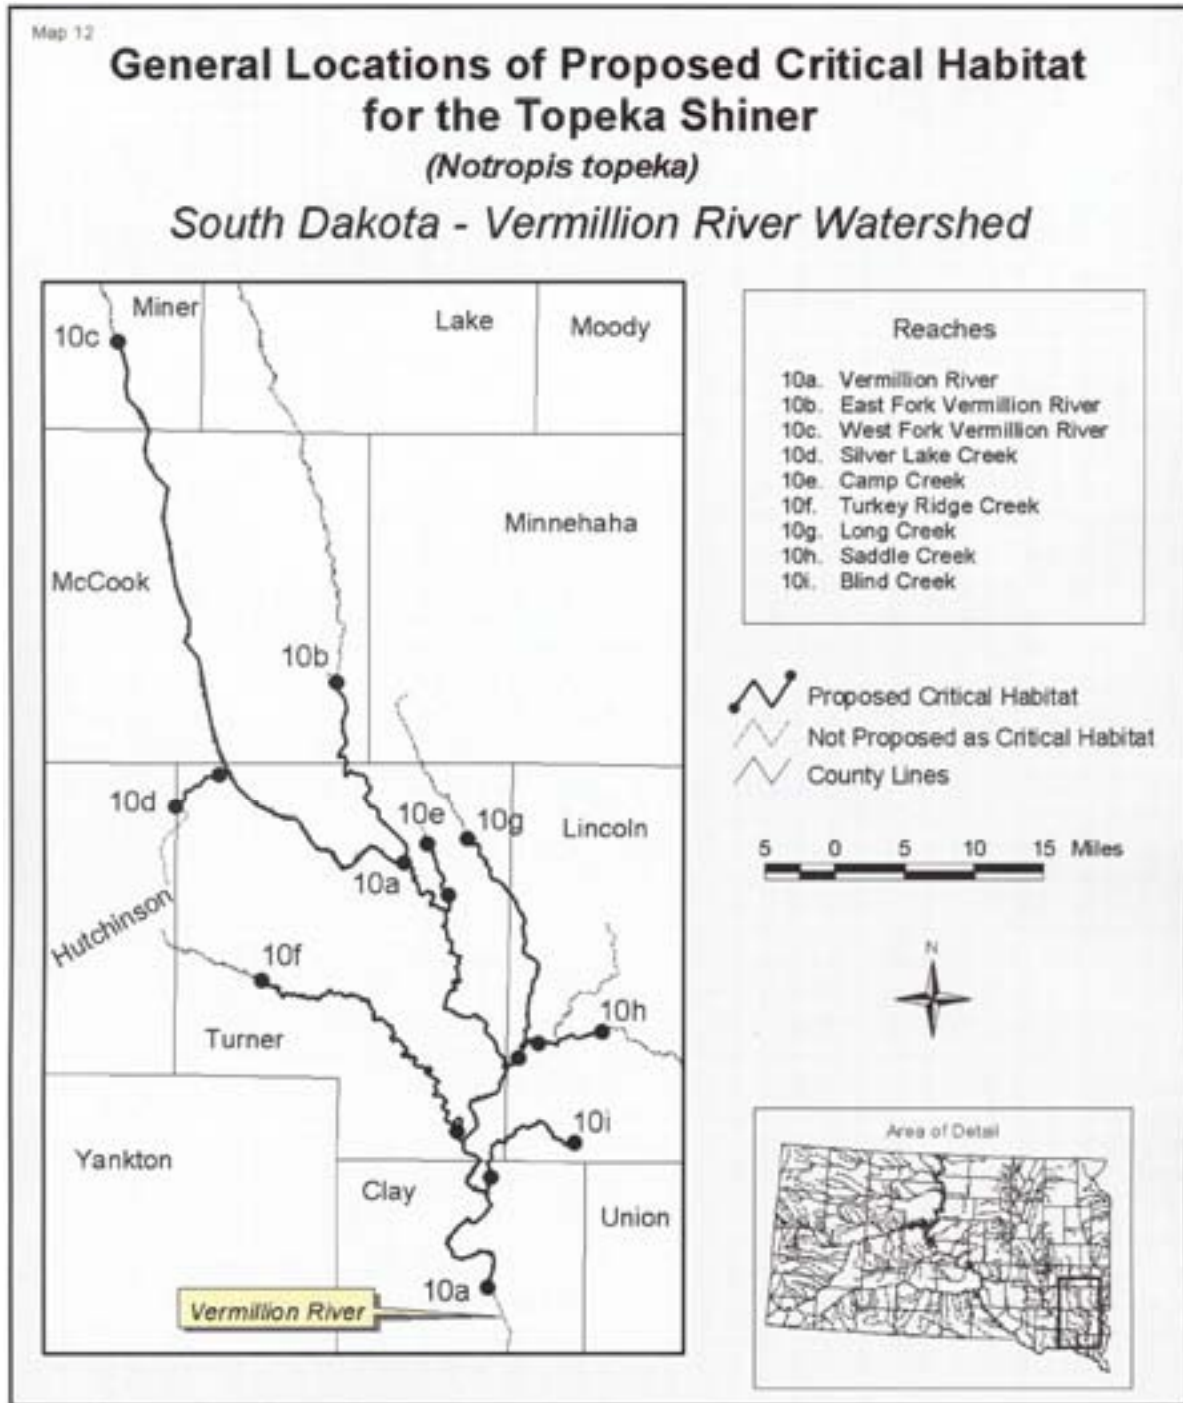 Map 12
General Locations of Proposed Critical Habitat
for the Topeka Shiner
(Notropis topeka)
South Dakota - Vermillion River Watershed
Miner
Lake
Moody
10c
McCook
Minnehaha
10b
10d
10e
10g
Lincoln
10a
Hutchinson
10f
10h
Turner
10i
Yankton
Clay
Union
10a
Vermillion River
Reaches
10a. Vermillion River
10b. East Fork Vermillion River
10c. West Fork Vermillion River
10d. Silver Lake Creek
10e. Camp Creek
10f. Turkey Ridge Creek
10g. Long Creek
10h. Saddle Creek
10i. Blind Creek
Proposed Critical Habitat
Not Proposed as Critical Habitat
County Lines
5 0 5 10 15 Miles
N
Area of Detail